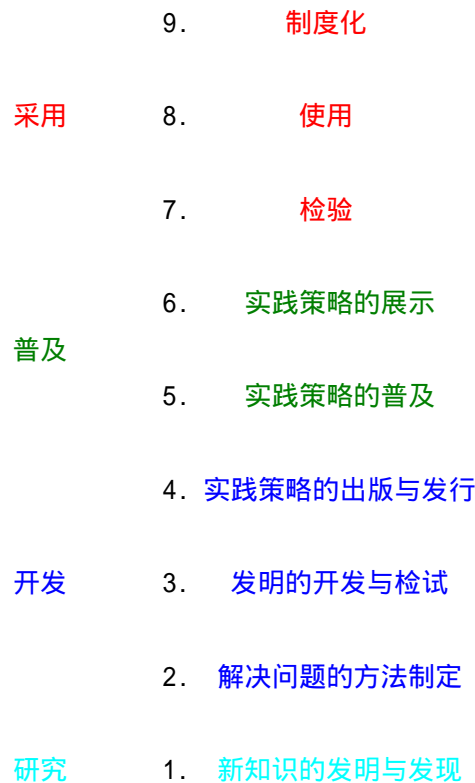 9. 制度化
采用 8. 使用
7. 检验
6. 实践策略的展示
普及
5. 实践策略的普及
4. 实践策略的出版与发行
开发 3. 发明的开发与检试
2. 解决问题的方法制定
研究 1. 新知识的发明与发现